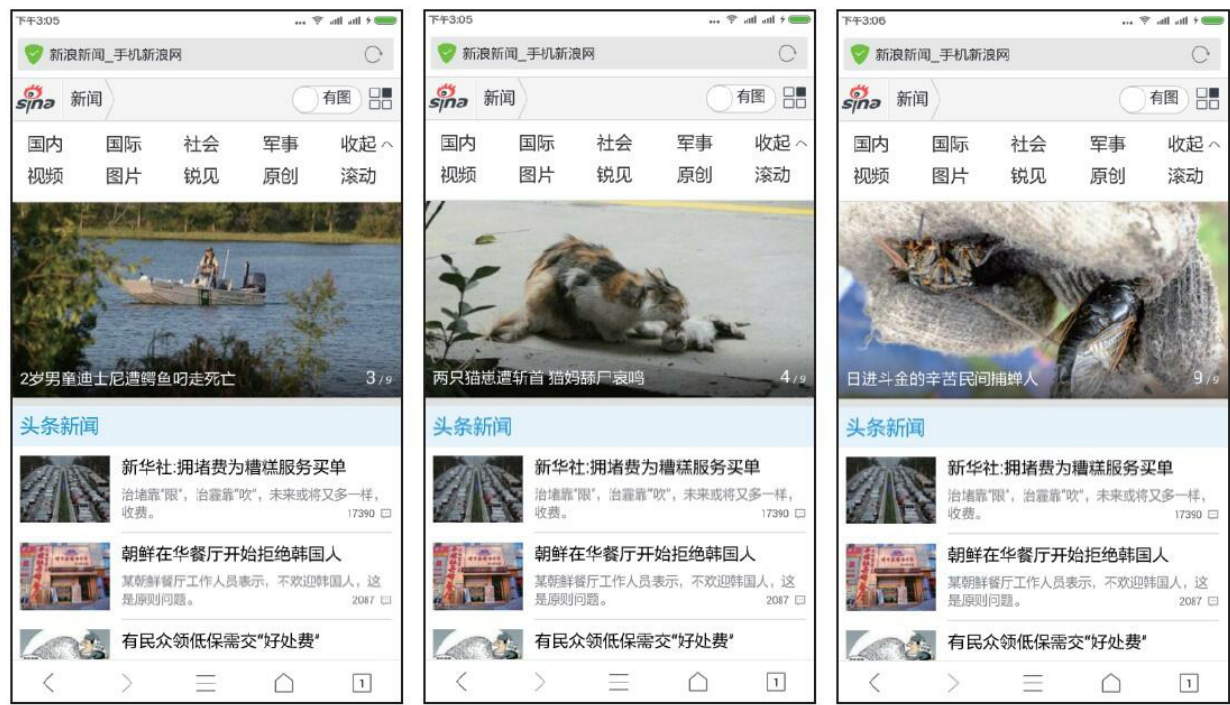 下午3:05
新浪新闻_手机新浪网
sina 新闻 有图
国内 国际 社会 军事 收起
视频 图片 锐见 原创 滚动
2岁男童迪士尼遭鳄鱼叼走死亡 3/9
头条新闻
新华社:拥堵费为糟糕服务买单
治堵靠"限"，治霾靠"吹"，未来或将又多一样，
收费。 17390
朝鲜在华餐厅开始拒绝韩国人
某朝鲜餐厅工作人员表示，不欢迎韩国人，这
是原则问题。 2087
有民众领低保需交"好处费"
1
下午3:05
新浪新闻_手机新浪网
sina 新闻 有图
国内 国际 社会 军事 收起
视频 图片 锐见 原创 滚动
两只猫崽遭斩首 猫妈舔尸哀鸣 4/9
头条新闻
新华社:拥堵费为糟糕服务买单
治堵靠"限"，治霾靠"吹"，未来或将又多一样，
收费。 17390
朝鲜在华餐厅开始拒绝韩国人
某朝鲜餐厅工作人员表示，不欢迎韩国人，这
是原则问题。 2087
有民众领低保需交"好处费"
1
下午3:06
新浪新闻_手机新浪网
sina 新闻 有图
国内 国际 社会 军事 收起
视频 图片 锐见 原创 滚动
日进斗金的辛苦民间捕蝉人 9/9
头条新闻
新华社:拥堵费为糟糕服务买单
治堵靠"限"，治霾靠"吹"，未来或将又多一样，
收费。 17390
朝鲜在华餐厅开始拒绝韩国人
某朝鲜餐厅工作人员表示，不欢迎韩国人，这
是原则问题。 2087
有民众领低保需交"好处费"
1